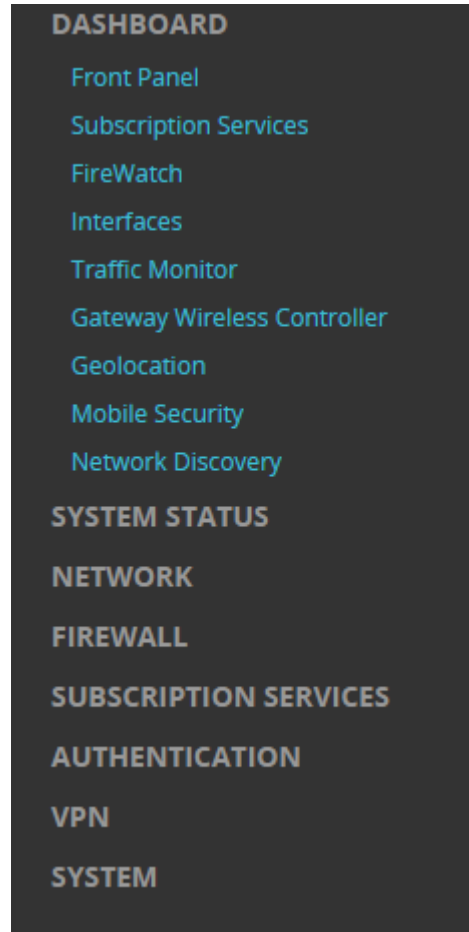 DASHBOARD
Front Panel
Subscription Services
FireWatch
Interfaces
Traffic Monitor
Gateway Wireless Controller
Geolocation
Mobile Security
Network Discovery
SYSTEM STATUS
NETWORK
FIREWALL
SUBSCRIPTION SERVICES
AUTHENTICATION
VPN
SYSTEM